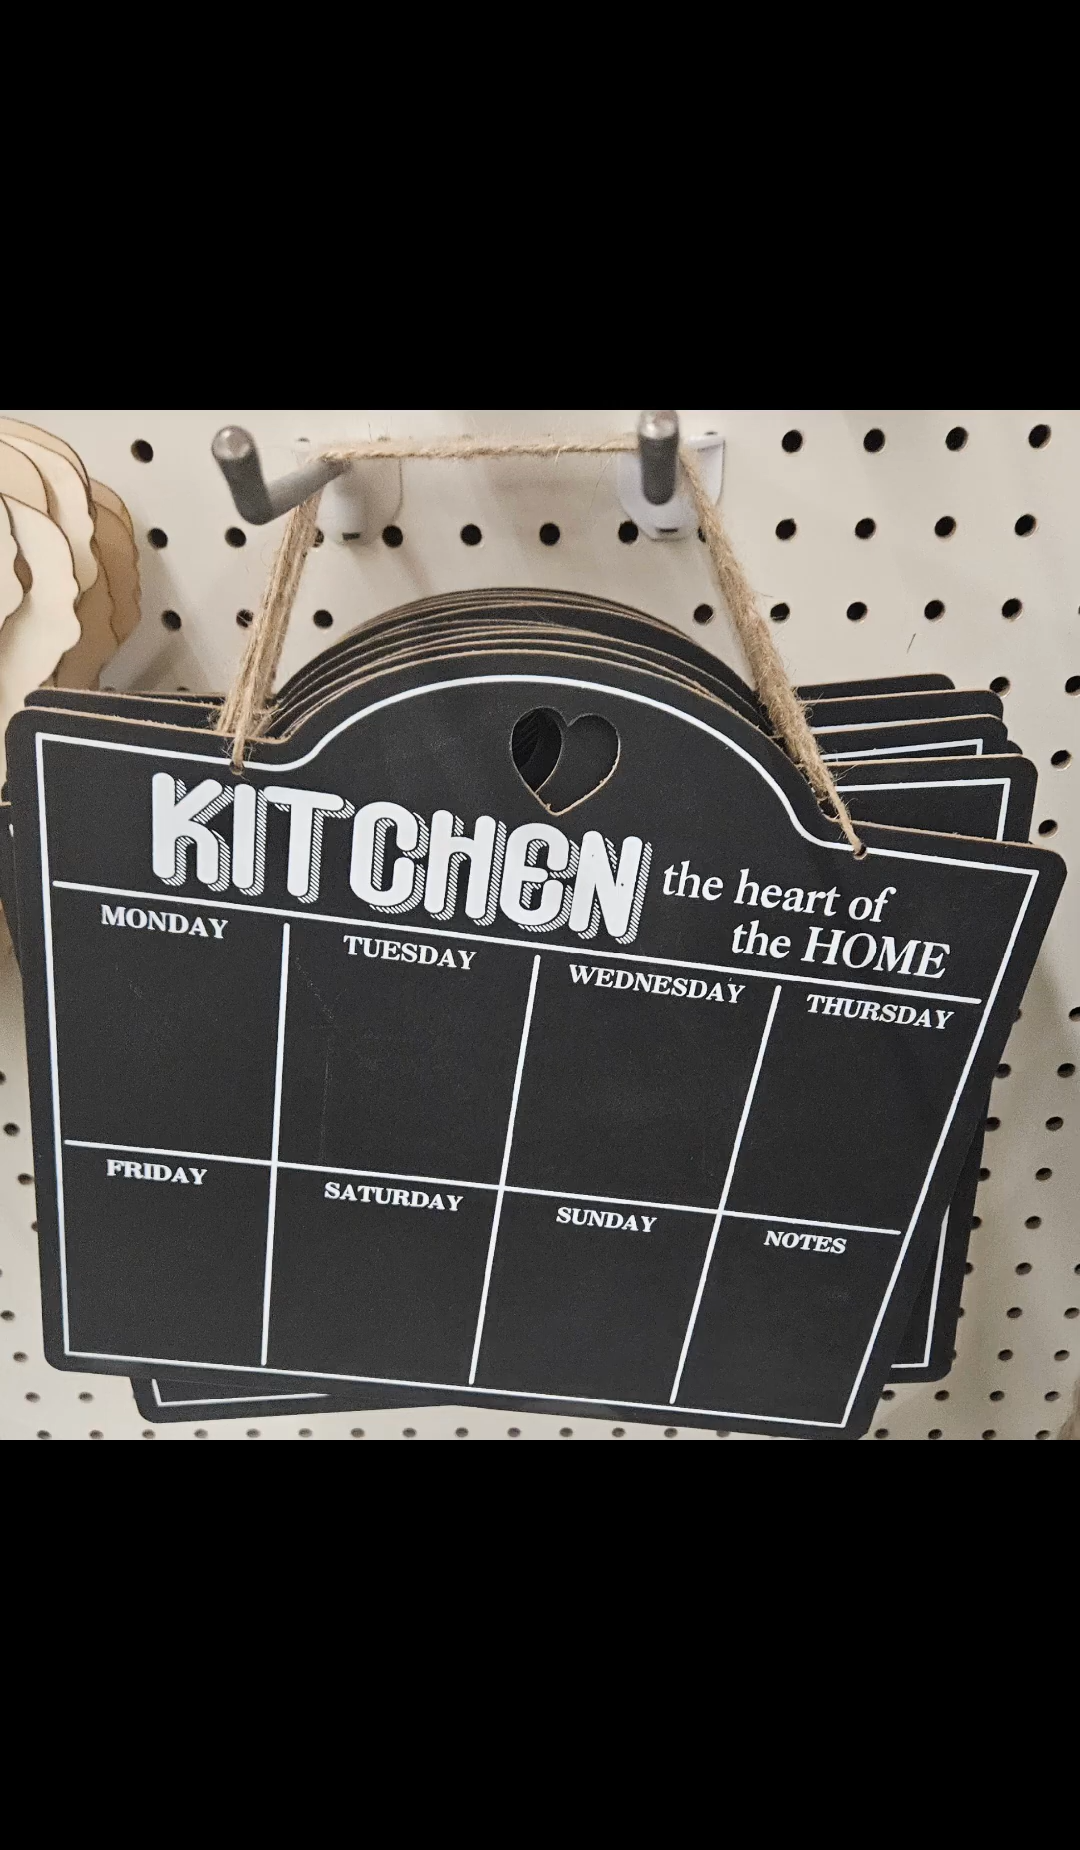 KITCHEN the heart of
the HOME
MONDAY TUESDAY WEDNESDAY THURSDAY
FRIDAY SATURDAY SUNDAY NOTES